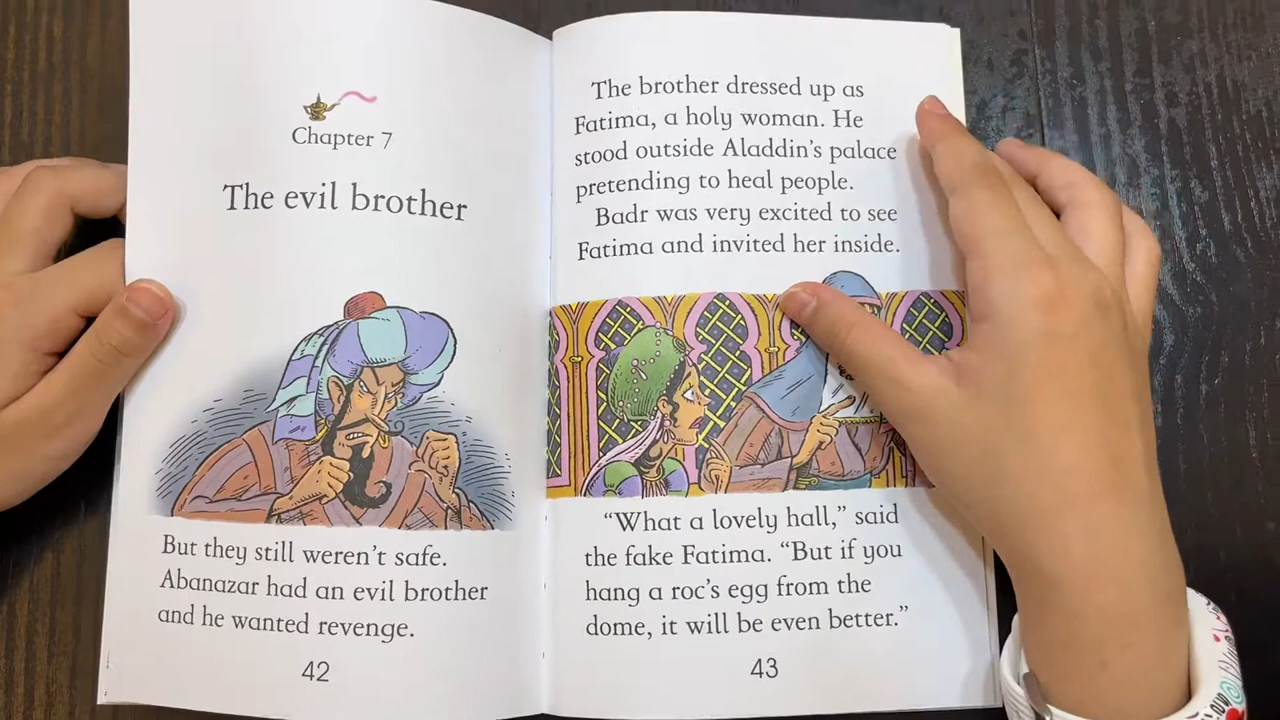 Chapter 7
The evil brother
But they still weren't safe.
Abanazar had an evil brother
and he wanted revenge.
42
The brother dressed up as
Fatima, a holy woman. He
stood outside Aladdin's palace
pretending to heal people.
Badr was very excited to see
Fatima and invited her inside.
"What a lovely hall," said
the fake Fatima. "But if you
hang a roc's egg from the
dome, it will be even better."
43